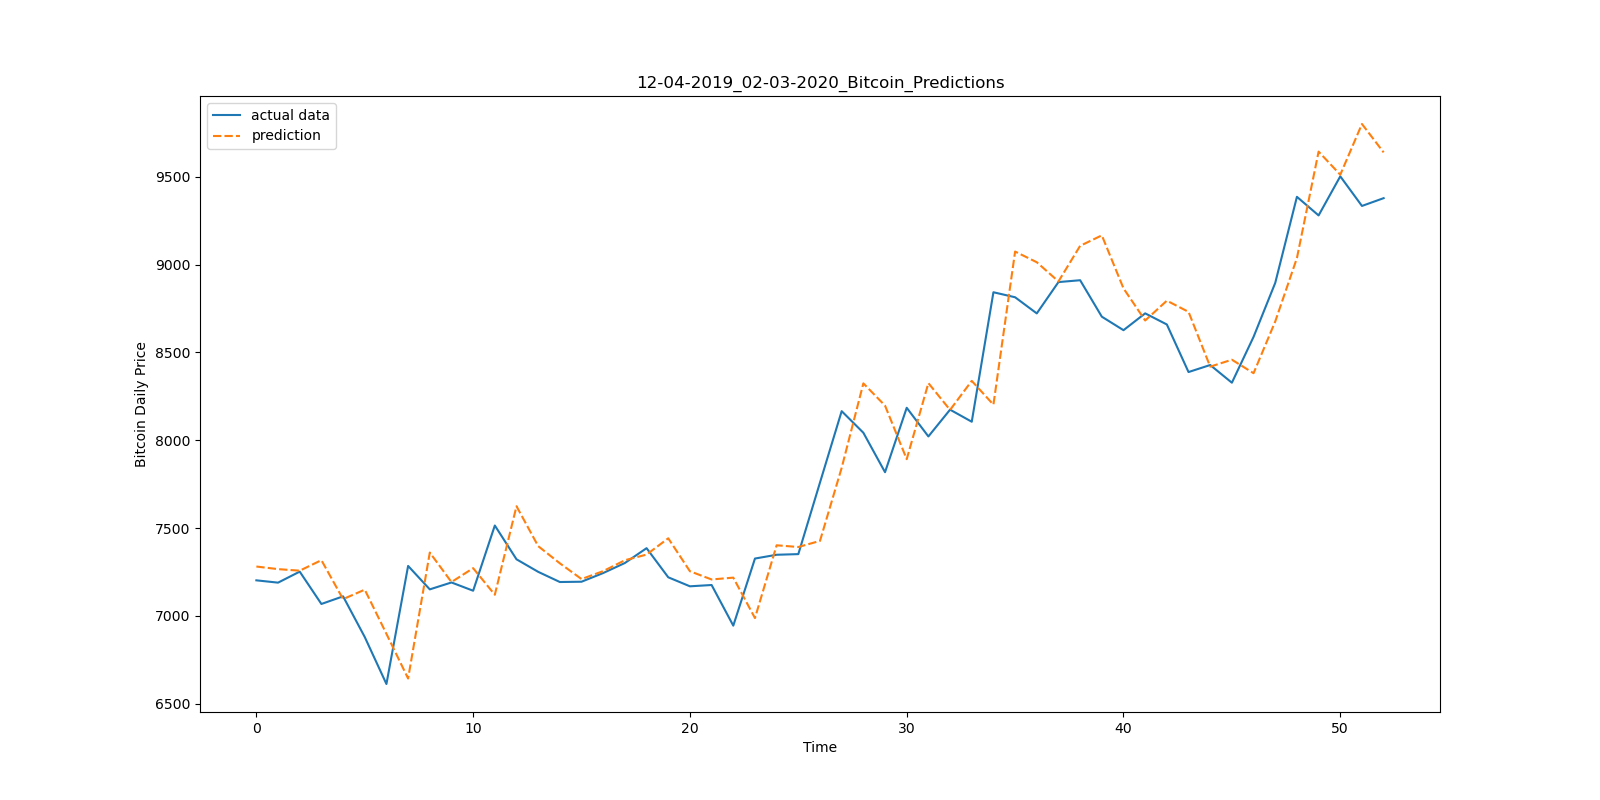 12-04-2019_02-03-2020_Bitcoin_Predictions
actual data
prediction
9500
9000
8500
8000
7500
7000
6500
Bitcoin Daily Price
0 10 20 30 40 50
Time